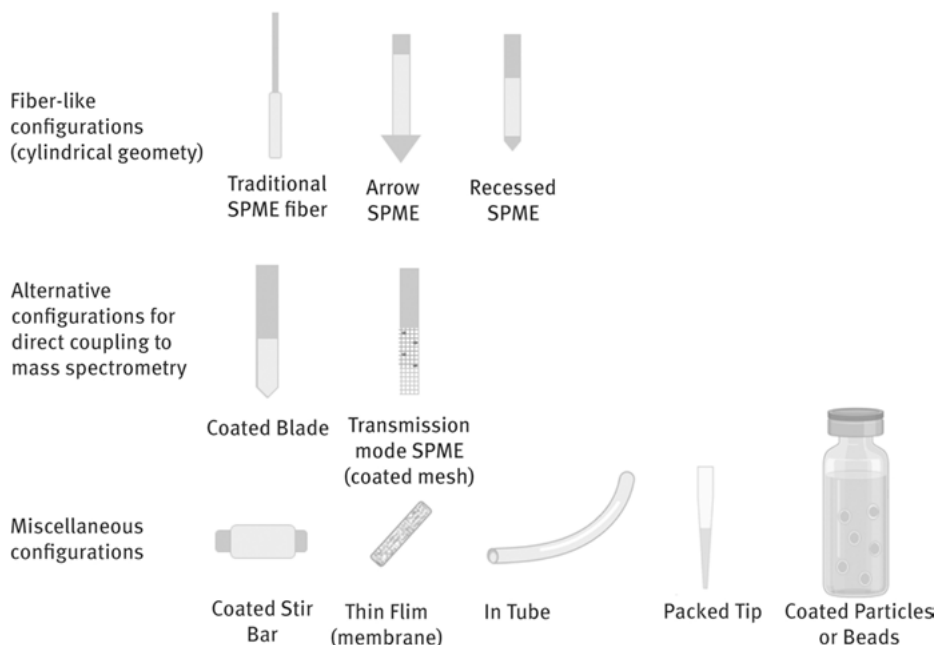 Fiber-like
configurations
(cylindrical geomety)
Traditional
SPME fiber
Arrow
SPME
Recessed
SPME
Alternative
configurations for
direct coupling to
mass spectrometry
Coated Blade
Transmission
mode SPME
(coated mesh)
Miscellaneous
configurations
Coated Stir
Bar
Thin Flim
(membrane)
In Tube
Packed Tip
Coated Particles
or Beads